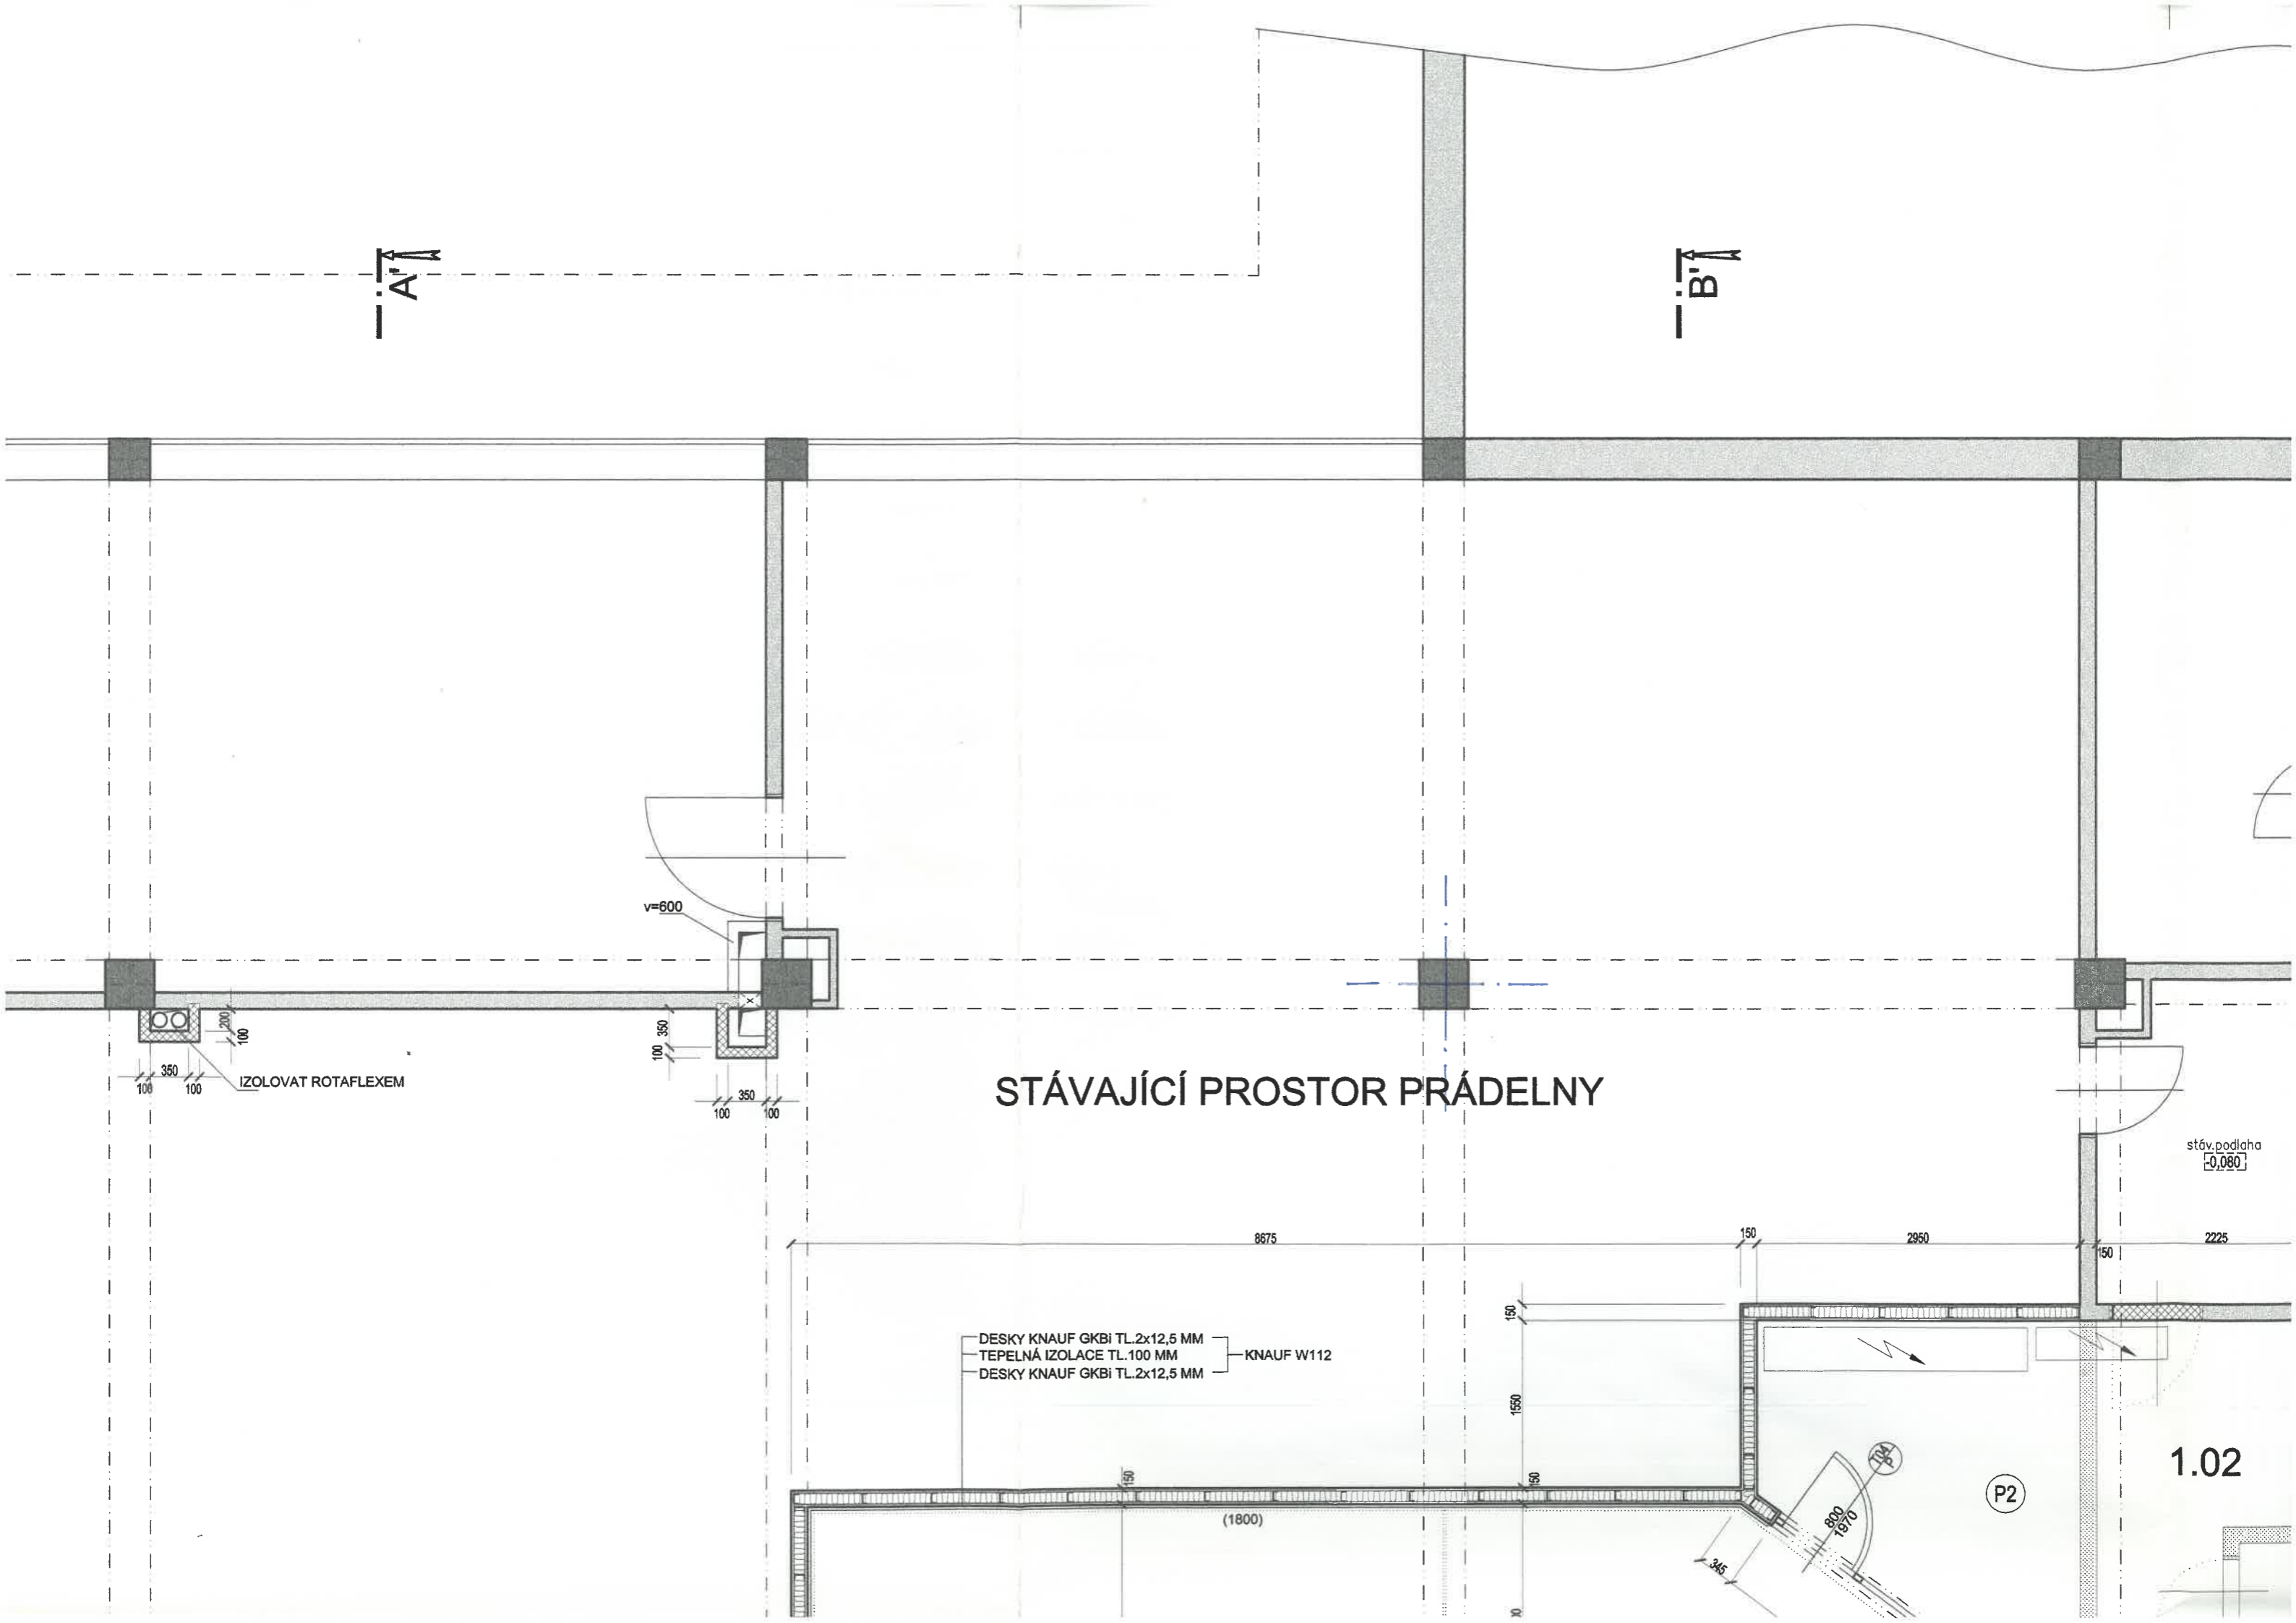 A'
B'
v=600
200
100
350
100
100
350
100
IZOLOVAT ROTAFLEXEM
350
100
100
STÁVAJÍCÍ PROSTOR PRÁDELNY
stáv.podlaha
-0,080
8675
150
2950
150
2225
150
DESKY KNAUF GKBi TL.2x12,5 MM
TEPELNÁ IZOLACE TL.100 MM
DESKY KNAUF GKBi TL.2x12,5 MM
KNAUF W112
1550
150
150
(1800)
T04
P
800
1970
345
P2
1.02